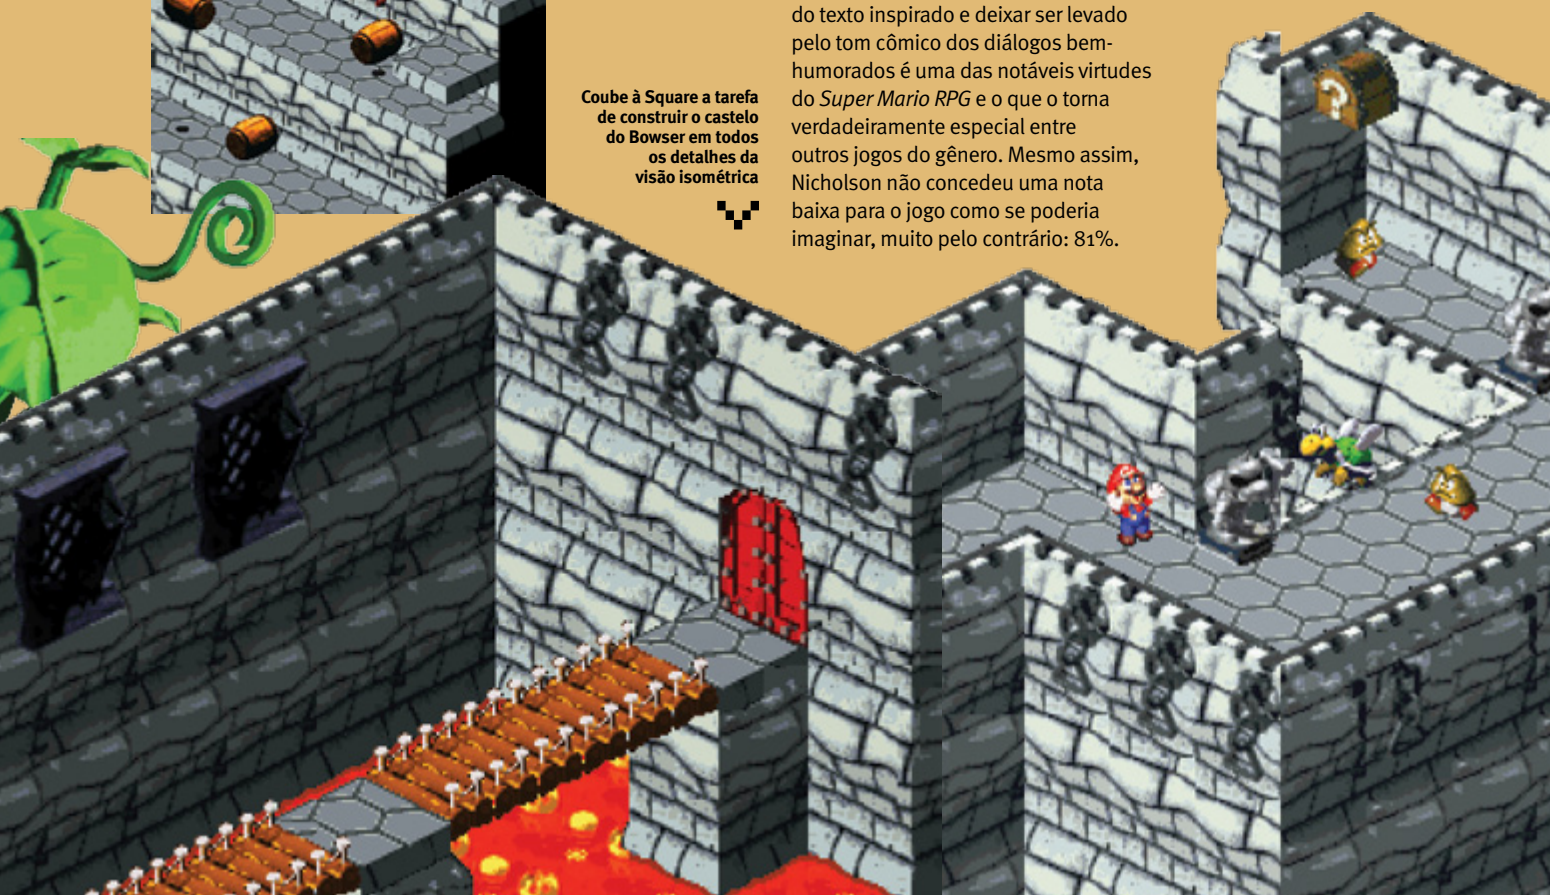 Coube à Square a tarefa
de construir o castelo
do Bowser em todos
os detalhes da
visão isométrica
do texto inspirado e deixar ser levado
pelo tom cômico dos diálogos bem-
humorados é uma das notáveis virtudes
do Super Mario RPG e o que o torna
verdadeiramente especial entre
outros jogos do gênero. Mesmo assim,
Nicholson não concedeu uma nota
baixa para o jogo como se poderia
imaginar, muito pelo contrário: 81%.
?